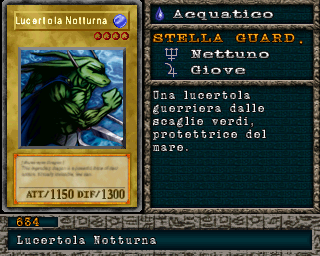 Lucertola Notturna
ATT/1150 DIF/1300
Acquatico
STELLA GUARD.
Nettuno
Giove
Una lucertola
guerriera dalle
scaglie verdi,
protettrice del
mare.
634
Lucertola Notturna